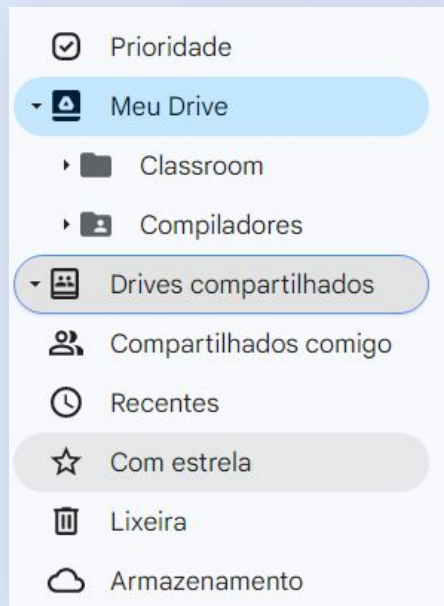 Prioridade
Meu Drive
Classroom
Compiladores
Drives compartilhados
Compartilhados comigo
Recentes
Com estrela
Lixeira
Armazenamento